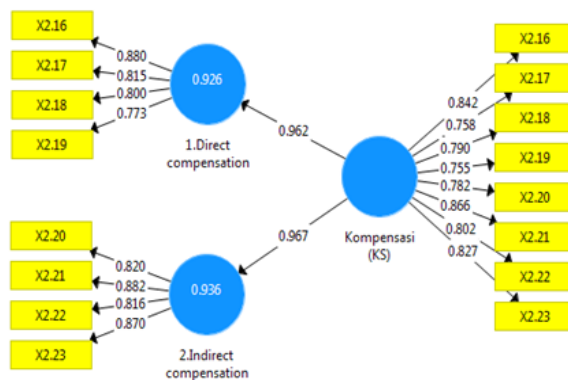 X2.16
X2.17
X2.18
X2.19
0.880
0.815
0.800
0.773
0.926
1.Direct
compensation
0.962
X2.20
X2.21
X2.22
X2.23
0.820
0.882
0.816
0.870
0.936
2.Indirect
compensation
0.967
Kompensasi
(KS)
0.842
0.758
0.790
0.755
0.782
0.866
0.802
0.827
X2.16
X2.17
X2.18
X2.19
X2.20
X2.21
X2.22
X2.23